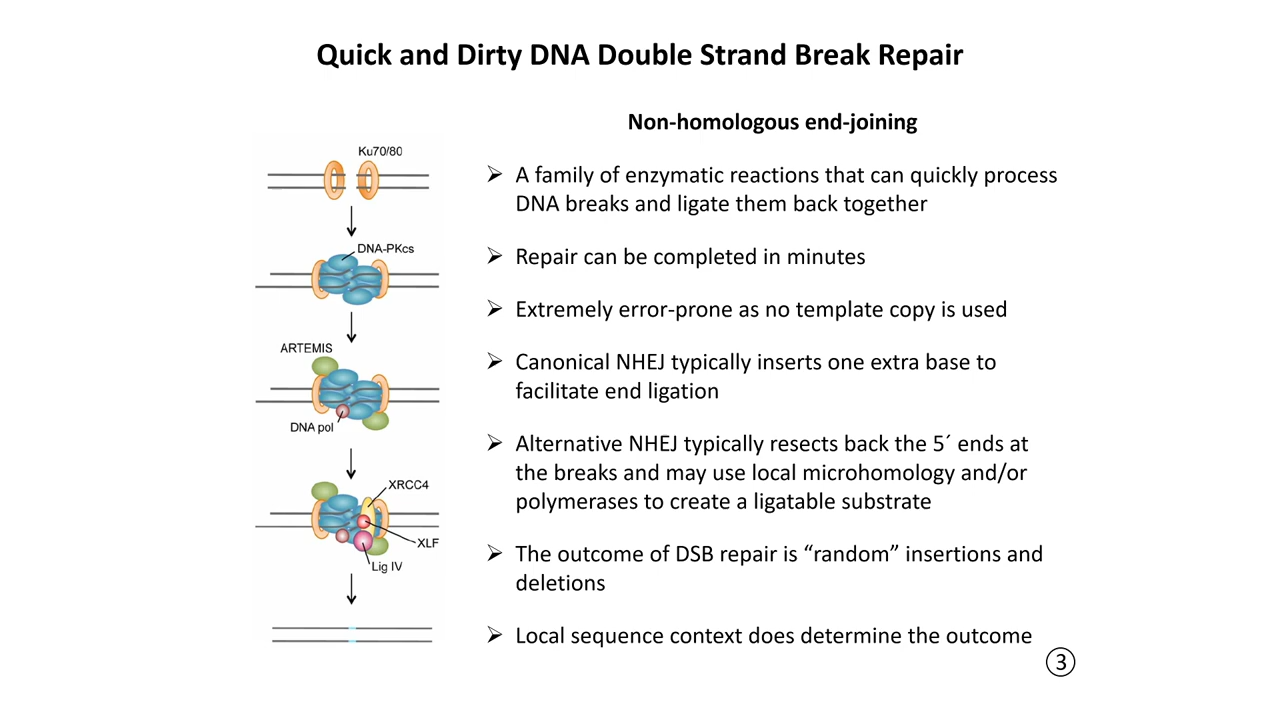 Quick and Dirty DNA Double Strand Break Repair
Non-homologous end-joining
Ku70/80
DNA-PKcs
ARTEMIS
DNA pol
XRCC4
XLF
Lig IV
➢ A family of enzymatic reactions that can quickly process
DNA breaks and ligate them back together
➢ Repair can be completed in minutes
➢ Extremely error-prone as no template copy is used
➢ Canonical NHEJ typically inserts one extra base to
facilitate end ligation
➢ Alternative NHEJ typically resects back the 5´ ends at
the breaks and may use local microhomology and/or
polymerases to create a ligatable substrate
➢ The outcome of DSB repair is “random” insertions and
deletions
➢ Local sequence context does determine the outcome
③